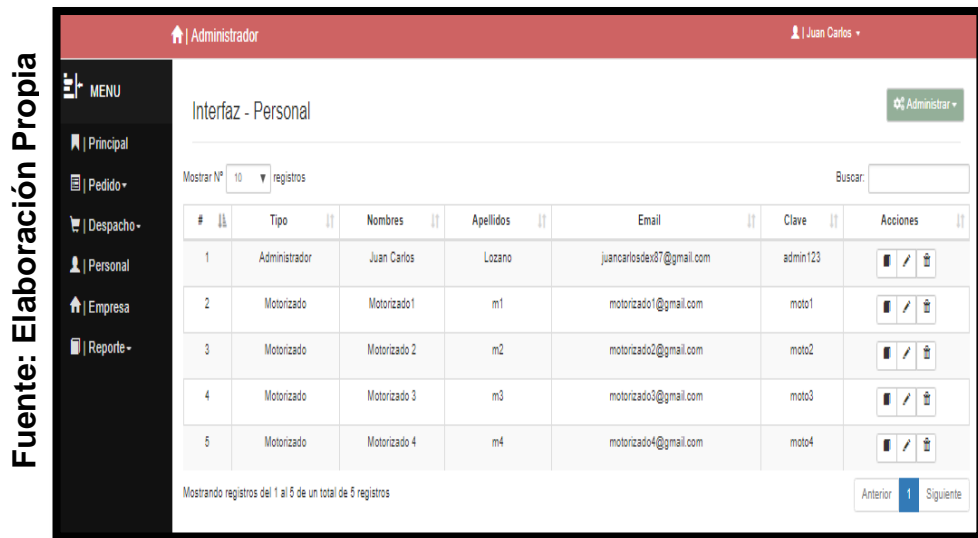 Fuente: Elaboración Propia
| Administrador
| Juan Carlos
MENU
| Principal
| Pedido
| Despacho
| Personal
| Empresa
| Reporte
Interfaz - Personal
Administrar
Mostrar Nº 10 registros
Buscar:
# Tipo Nombres Apellidos Email Clave Acciones
1 Administrador Juan Carlos Lozano juancarlosdex87@gmail.com admin123
2 Motorizado Motorizado1 m1 motorizado1@gmail.com moto1
3 Motorizado Motorizado 2 m2 motorizado2@gmail.com moto2
4 Motorizado Motorizado 3 m3 motorizado3@gmail.com moto3
5 Motorizado Motorizado 4 m4 motorizado4@gmail.com moto4
Mostrando registros del 1 al 5 de un total de 5 registros
Anterior 1 Siguiente